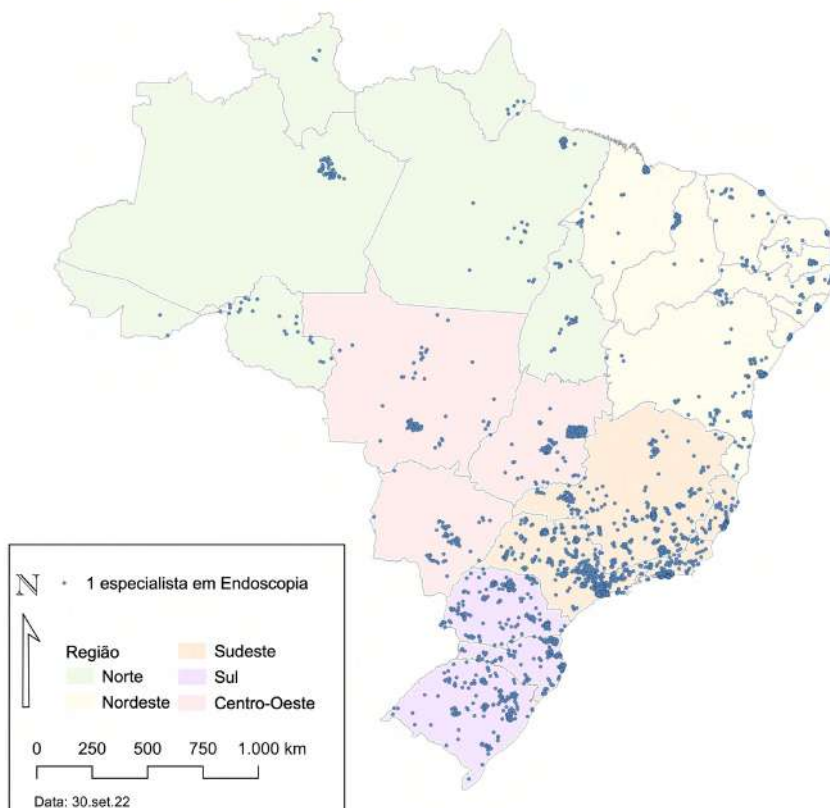 N
1 especialista em Endoscopia
Região
Norte
Nordeste
Sudeste
Sul
Centro-Oeste
0 250 500 750 1.000 km
Data: 30.set.22